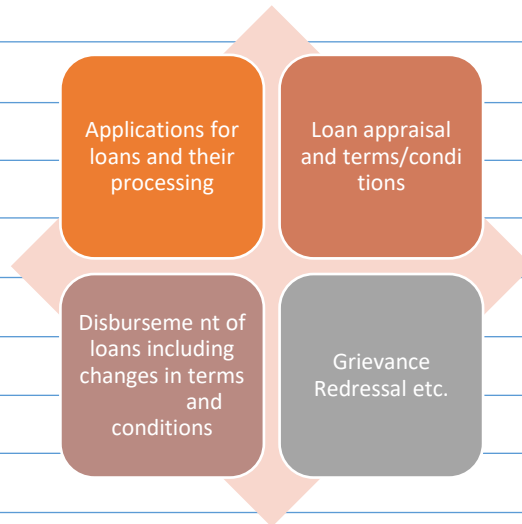 Applications for
loans and their
processing
Loan appraisal
and terms/condi
tions
Disburseme nt of
loans including
changes in terms
and
conditions
Grievance
Redressal etc.